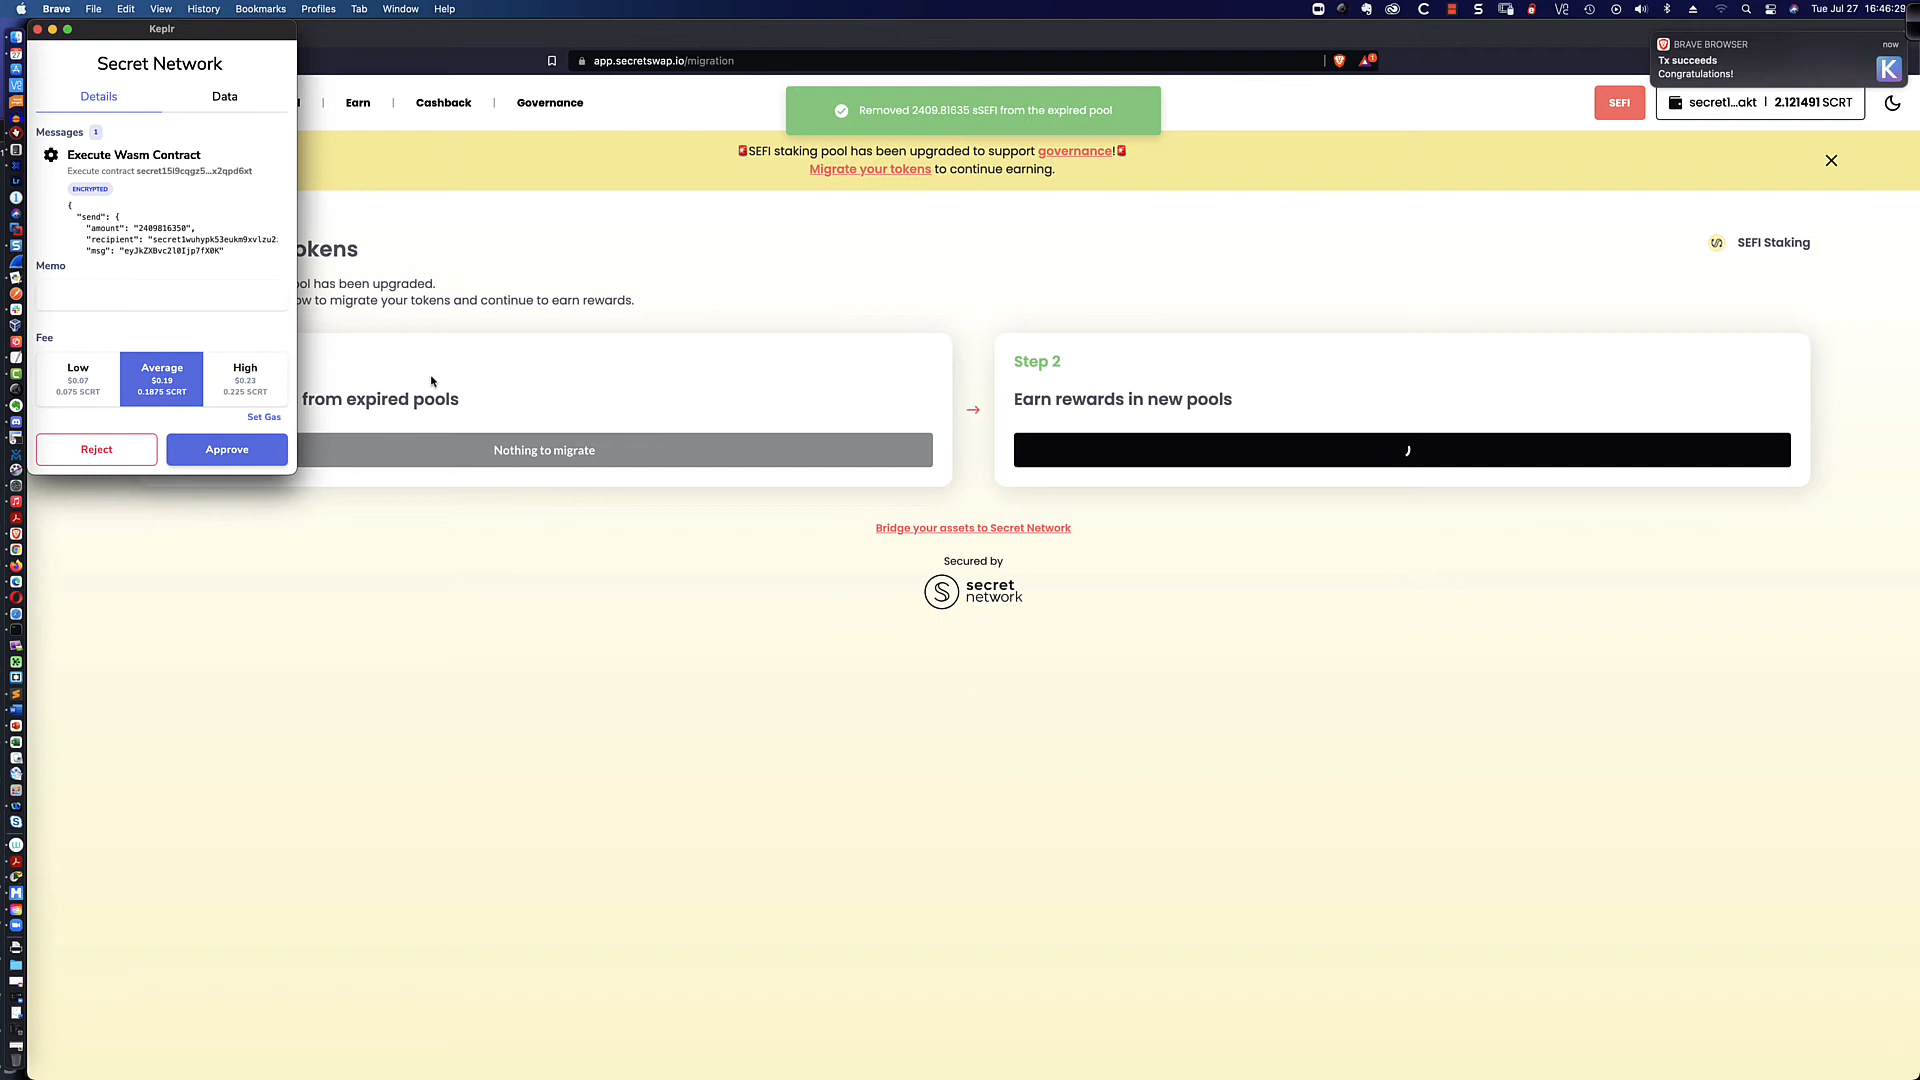 Brave File Edit View History Bookmarks Profiles Tab Window Help
Tue Jul 27 16:46:29
Keplr
Secret Network
Details Data
Messages 1
Execute Wasm Contract
Execute contract secret15l9cqgz5...x2qpd6xt
ENCRYPTED
{
"send": {
"amount": "2409816350",
"recipient": "secret1wuhypk53eukm9xvlzu2
"msg": "eyJkZXBvc2l0Ijp7fX0K"
Memo
Fee
Low Average High
$0.07 $0.19 $0.23
0.075 SCRT 0.1875 SCRT 0.225 SCRT
Set Gas
Reject Approve
app.secretswap.io/migration
BRAVE BROWSER now
Tx succeeds
Congratulations!
Earn | Cashback | Governance
Removed 2409.81635 sSEFI from the expired pool
SEFI
secret1...akt | 2.121491 SCRT
SEFI staking pool has been upgraded to support governance!
Migrate your tokens to continue earning.
okens
SEFI Staking
ool has been upgraded.
ow to migrate your tokens and continue to earn rewards.
from expired pools
Nothing to migrate
Step 2
Earn rewards in new pools
Bridge your assets to Secret Network
Secured by
secret
network